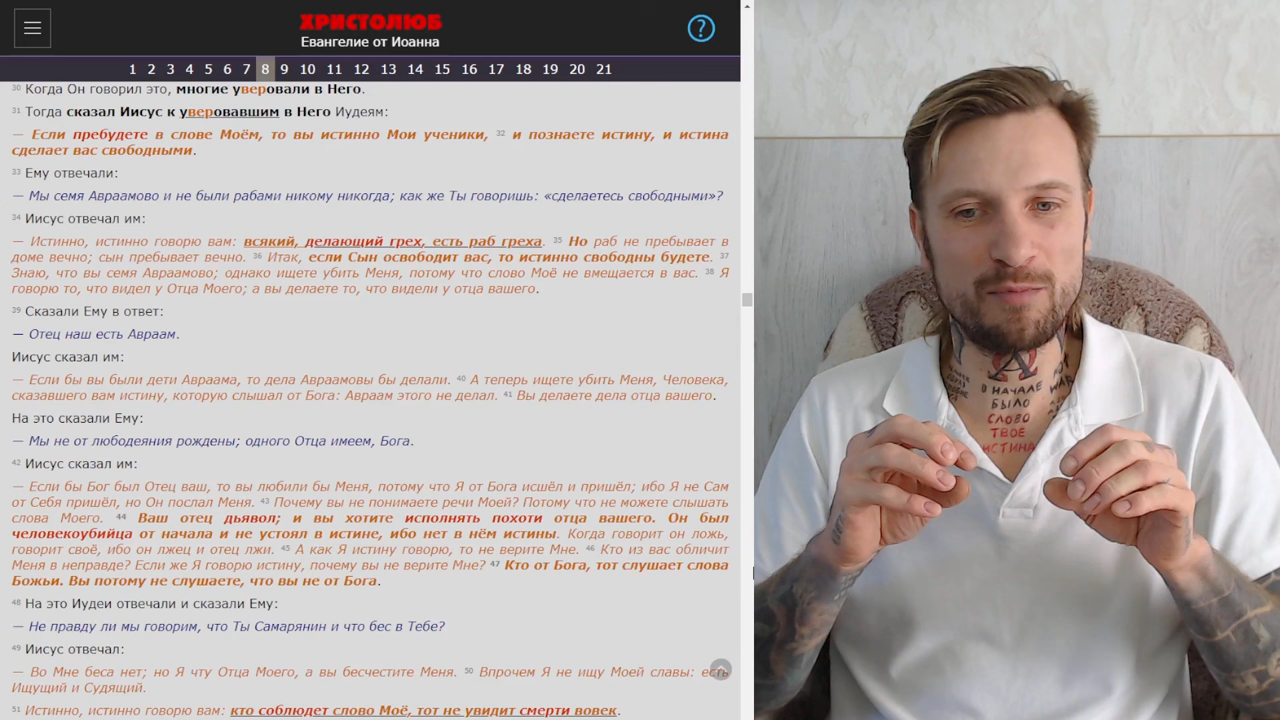 ХРИСТОЛЮБ
Евангелие от Иоанна
1 2 3 4 5 6 7 8 9 10 11 12 13 14 15 16 17 18 19 20 21
30 Когда Он говорил это, многие уверовали в Него.
31 Тогда сказал Иисус к уверовавшим в Него Иудеям:
— Если пребудете в слове Моём, то вы истинно Мои ученики, 32 и познаете истину, и истина
сделает вас свободными.
33 Ему отвечали:
— Мы семя Авраамово и не были рабами никому никогда; как же Ты говоришь: «сделаетесь свободными»?
34 Иисус отвечал им:
— Истинно, истинно говорю вам: всякий, делающий грех, есть раб греха. 35 Но раб не пребывает в
доме вечно; сын пребывает вечно. 36 Итак, если Сын освободит вас, то истинно свободны будете. 37
Знаю, что вы семя Авраамово; однако ищете убить Меня, потому что слово Моё не вмещается в вас. 38 Я
говорю то, что видел у Отца Моего; а вы делаете то, что видели у отца вашего.
39 Сказали Ему в ответ:
— Отец наш есть Авраам.
Иисус сказал им:
— Если бы вы были дети Авраама, то дела Авраамовы бы делали. 40 А теперь ищете убить Меня, Человека,
сказавшего вам истину, которую слышал от Бога: Авраам этого не делал. 41 Вы делаете дела отца вашего.
На это сказали Ему:
— Мы не от любодеяния рождены; одного Отца имеем, Бога.
42 Иисус сказал им:
— Если бы Бог был Отец ваш, то вы любили бы Меня, потому что Я от Бога исшёл и пришёл; ибо Я не Сам
от Себя пришёл, но Он послал Меня. 43 Почему вы не понимаете речи Моей? Потому что не можете слышать
слова Моего. 44 Ваш отец дьявол; и вы хотите исполнять похоти отца вашего. Он был
человекоубийца от начала и не устоял в истине, ибо нет в нём истины. Когда говорит он ложь,
говорит своё, ибо он лжец и отец лжи. 45 А как Я истину говорю, то не верите Мне. 46 Кто из вас обличит
Меня в неправде? Если же Я говорю истину, почему вы не верите Мне? 47 Кто от Бога, тот слушает слова
Божьи. Вы потому не слушаете, что вы не от Бога.
48 На это Иудеи отвечали и сказали Ему:
— Не правду ли мы говорим, что Ты Самарянин и что бес в Тебе?
49 Иисус отвечал:
— Во Мне беса нет; но Я чту Отца Моего, а вы бесчестите Меня. 50 Впрочем Я не ищу Моей славы: есть
Ищущий и Судящий.
51 Истинно, истинно говорю вам: кто соблюдет слово Моё, тот не увидит смерти вовек.
В НАЧАЛЕ
БЫЛО
СЛОВО
ТВОЕ
ИСТИНА